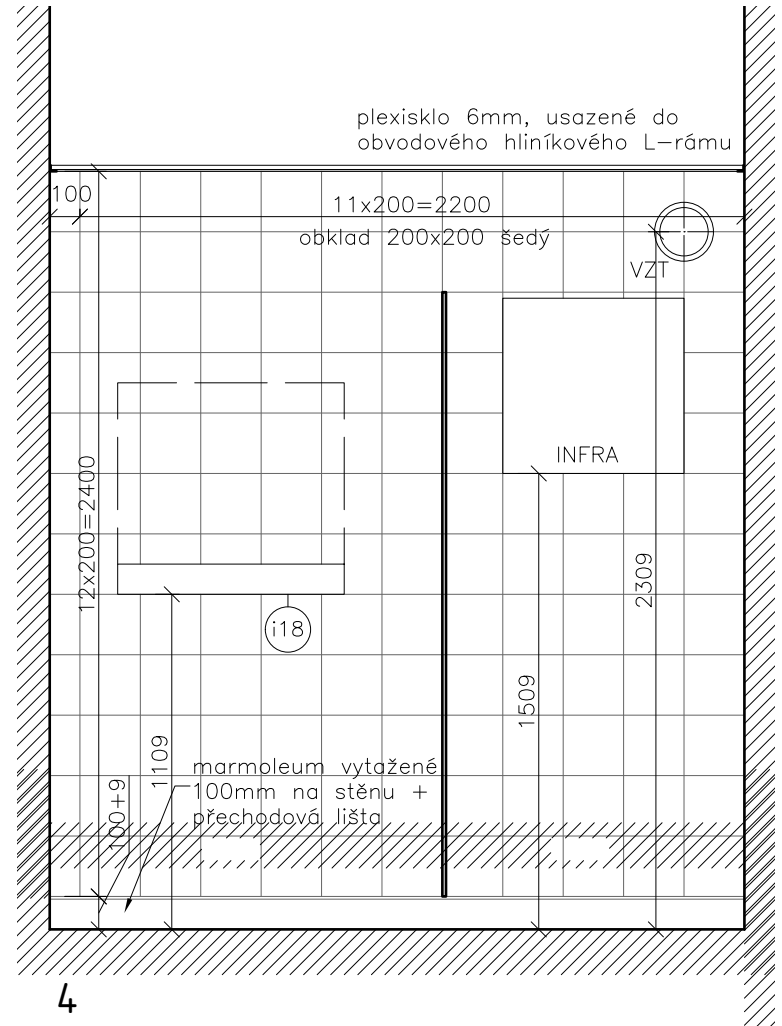 plexisklo 6mm, usazené do
obvodového hliníkového L-rámu
100
11x200=2200
obklad 200x200 šedý
VZT
INFRA
12x200=2400
2309
i18
1509
1109
marmoleum vytažené
100mm na stěnu +
přechodová lišta
100+9
4